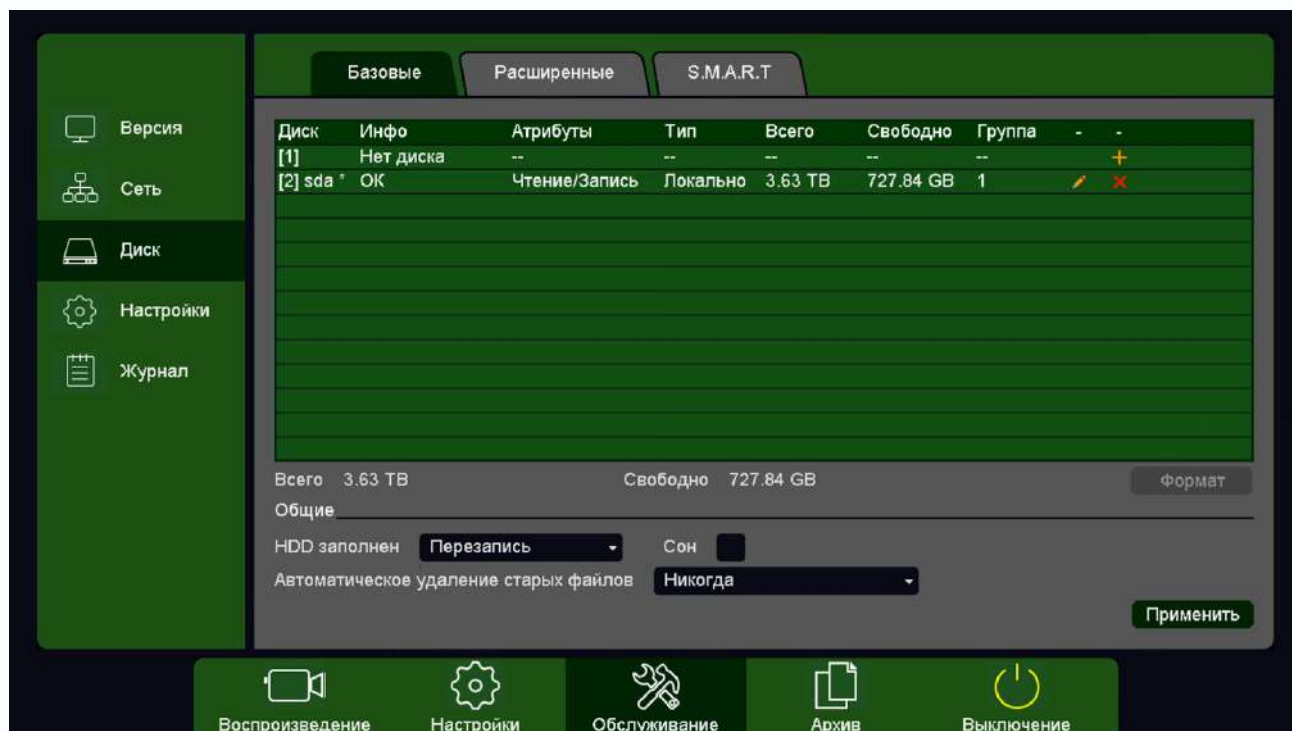 Базовые Расширенные S.M.A.R.T
Версия
Сеть
Диск
Настройки
Журнал
Диск Инфо Атрибуты Тип Всего Свободно Группа - -
[1] Нет диска -- -- -- -- -- +
[2] sda * ОК Чтение/Запись Локально 3.63 TB 727.84 GB 1
Всего 3.63 TB Свободно 727.84 GB Формат
Общие
HDD заполнен Перезапись Сон
Автоматическое удаление старых файлов Никогда
Применить
Воспроизведение Настройки Обслуживание Архив Выключение